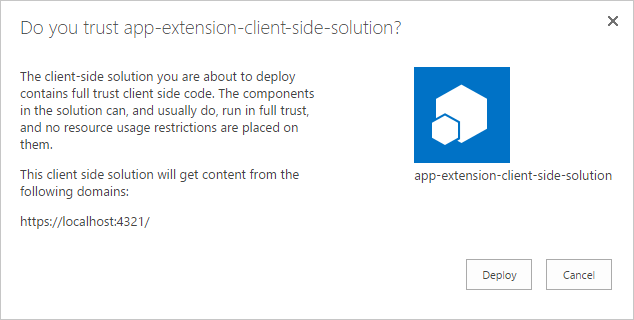 Do you trust app-extension-client-side-solution?
The client-side solution you are about to deploy
contains full trust client side code. The components
in the solution can, and usually do, run in full trust,
and no resource usage restrictions are placed on
them.
This client side solution will get content from the
following domains:
https://localhost:4321/
app-extension-client-side-solution
Deploy
Cancel